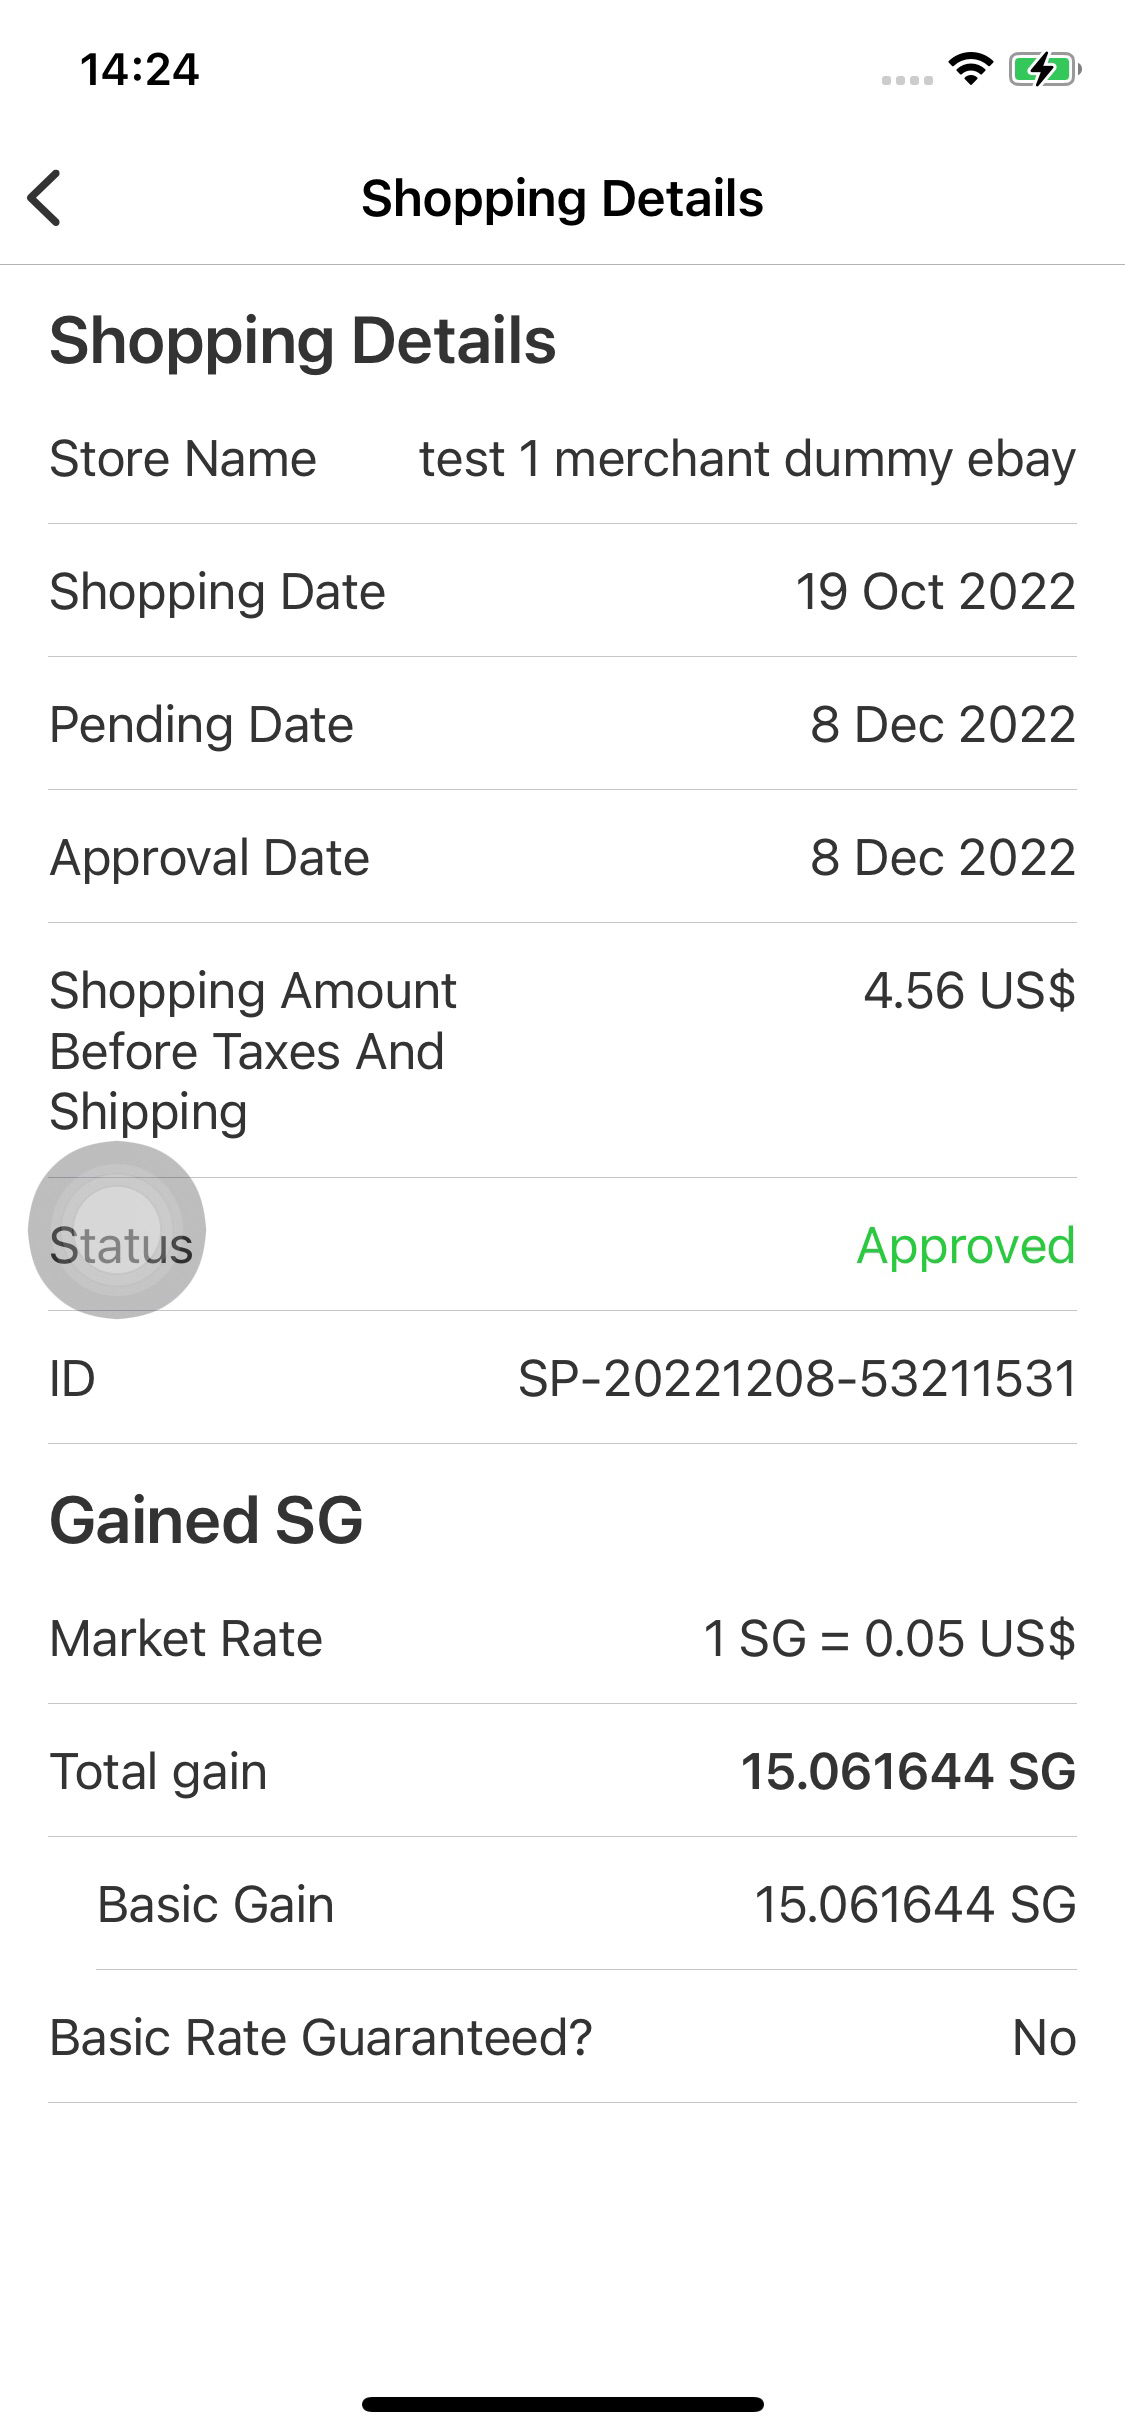 14:24
Shopping Details
Shopping Details
Store Name test 1 merchant dummy ebay
Shopping Date 19 Oct 2022
Pending Date 8 Dec 2022
Approval Date 8 Dec 2022
Shopping Amount 4.56 US$
Before Taxes And
Shipping
Status Approved
ID SP-20221208-53211531
Gained SG
Market Rate 1 SG = 0.05 US$
Total gain 15.061644 SG
Basic Gain 15.061644 SG
Basic Rate Guaranteed? No